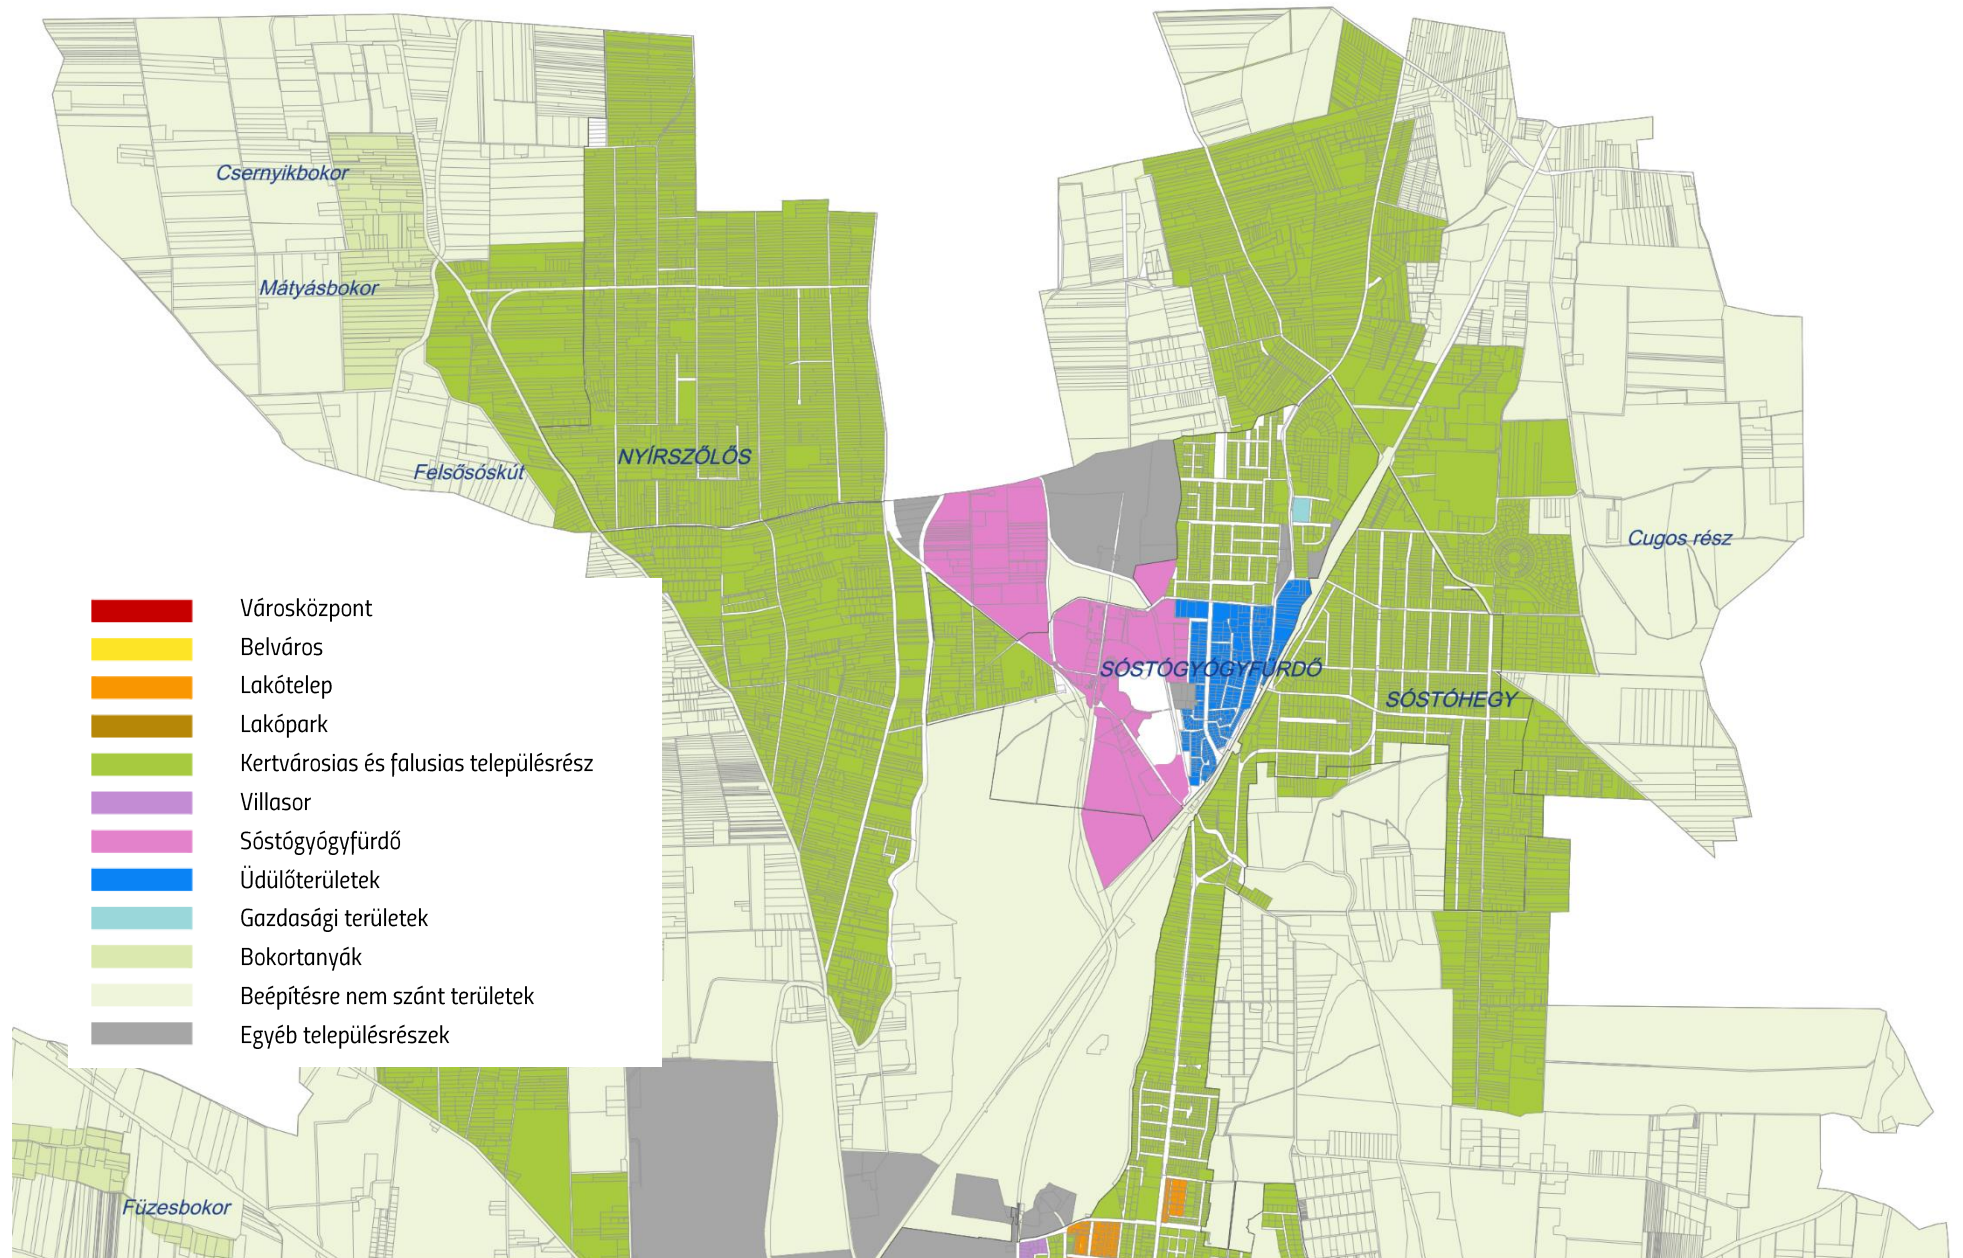 Csernyikbokor
Mátyásbokor
Felsősóskút
NYÍRSZŐLŐS
Cugos rész
SÓSTÓGYÓGYFÜRDŐ
SÓSTÓHEGY
Városközpont
Belváros
Lakótelep
Lakópark
Kertvárosias és falusias településrész
Villasor
Sóstógyógyfürdő
Üdülőterületek
Gazdasági területek
Bokortanyák
Beépítésre nem szánt területek
Egyéb településrészek
Füzesbokor